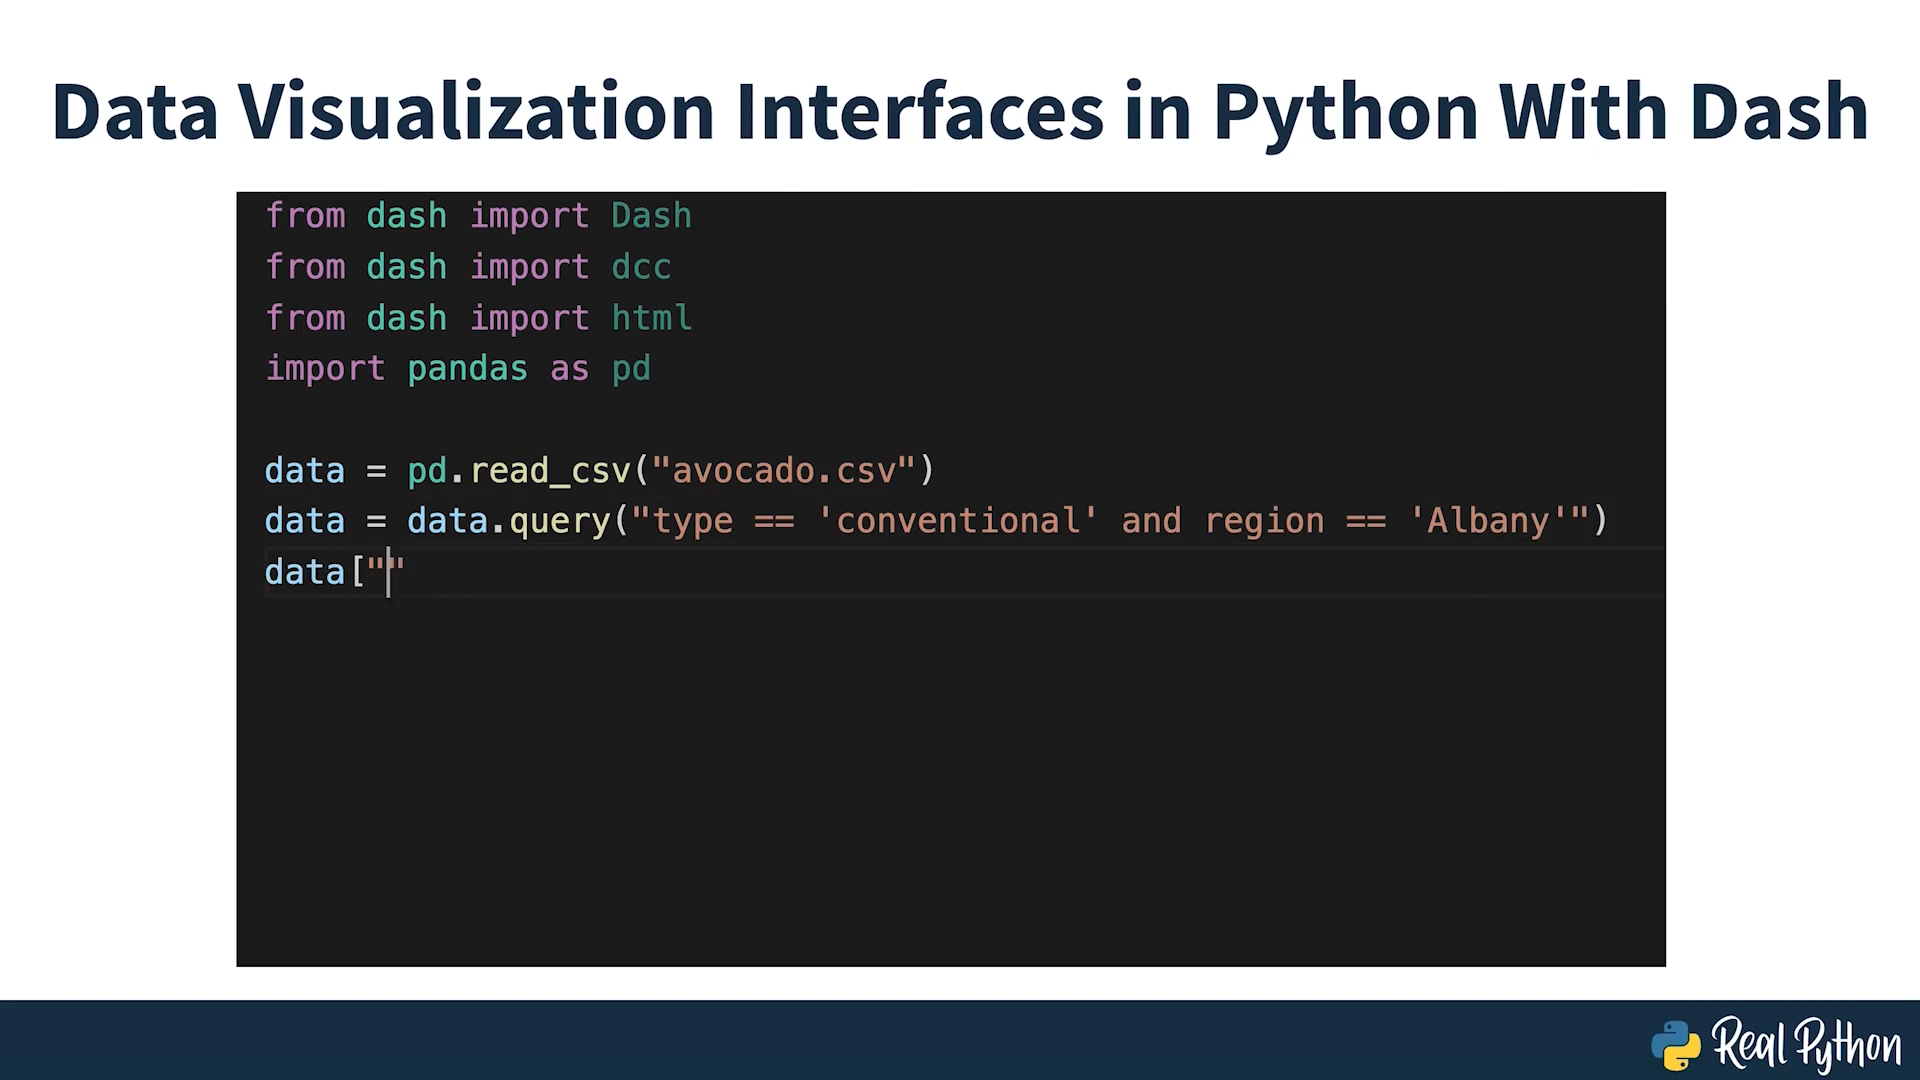 Data Visualization Interfaces in Python With Dash
from dash import Dash
from dash import dcc
from dash import html
import pandas as pd
data = pd.read_csv("avocado.csv")
data = data.query("type == 'conventional' and region == 'Albany'")
data[""
Real Python